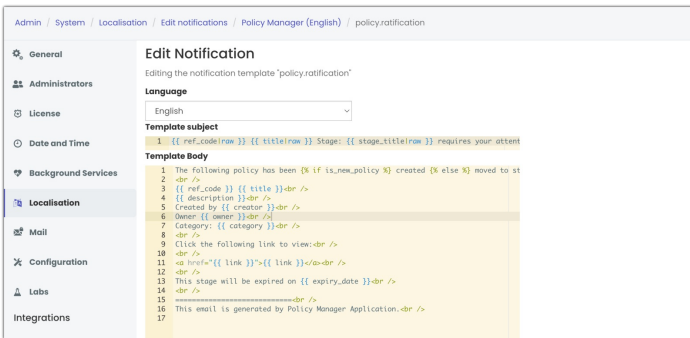 Admin / System / Localisation / Edit notifications / Policy Manager (English) / policy.ratification
General
Administrators
License
Date and Time
Background Services
Localisation
Mail
Configuration
Labs
Integrations
Edit Notification
Editing the notification template "policy.ratification"
Language
English
Template subject
1 {{ ref_code|raw }} {{ title|raw }} Stage: {{ stage_title|raw }} requires your attent
Template Body
1 The following policy has been {% if is_new_policy %} created {% else %} moved to st
2 <br />
3 {{ ref_code }} {{ title }}<br />
4 {{ description }}<br />
5 Created by {{ creator }}<br />
6 Owner {{ owner }}<br />
7 Category: {{ category }}<br />
8 <br />
9 Click the following link to view:<br />
10 <br />
11 <a href="{{ link }}">{{ link }}</a><br />
12 <br />
13 This stage will be expired on {{ expiry_date }}<br />
14 <br />
15 ============================<br />
16 This email is generated by Policy Manager Application.<br />
17